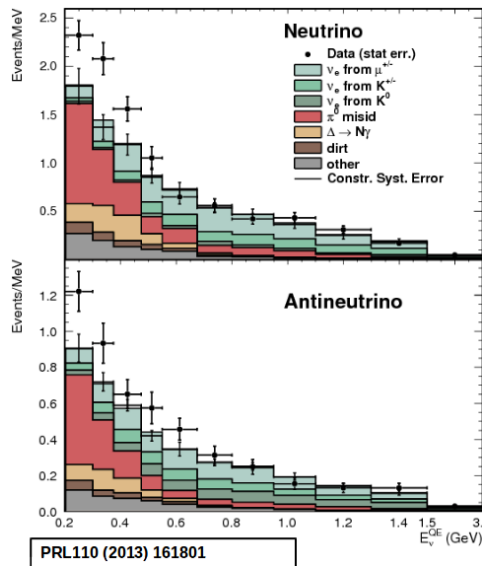 Events/MeV
2.5
2.0
1.5
1.0
0.5
Neutrino
Data (stat err.)
νe from μ+/-
νe from K+/-
νe from K0
π0 misid
Δ → Nγ
dirt
other
Constr. Syst. Error
Events/MeV
1.2
1.0
0.8
0.6
0.4
0.2
0.0
Antineutrino
0.2 0.4 0.6 0.8 1.0 1.2 1.4 1.5 3.
EνQE (GeV)
PRL110 (2013) 161801